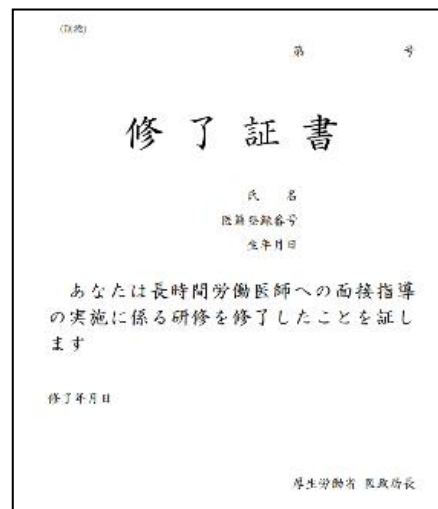 (別紙)
第 号
修了証書
氏 名
医籍登録番号
生年月日
あなたは長時間労働医師への面接指導
の実施に係る研修を修了したことを証し
ます
修了年月日
厚生労働省 医政局長